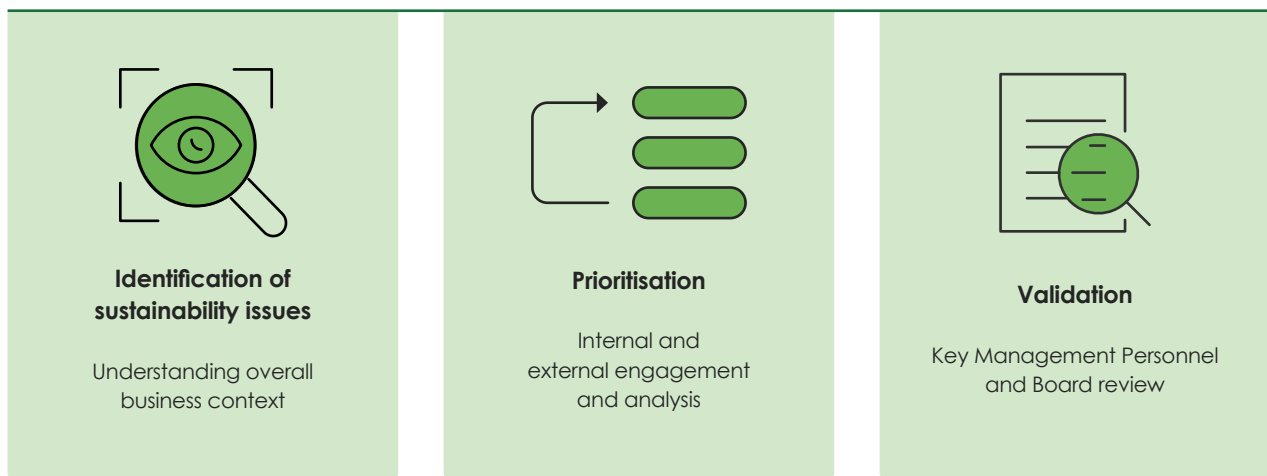 Identification of
sustainability issues
Understanding overall
business context
Prioritisation
Internal and
external engagement
and analysis
Validation
Key Management Personnel
and Board review